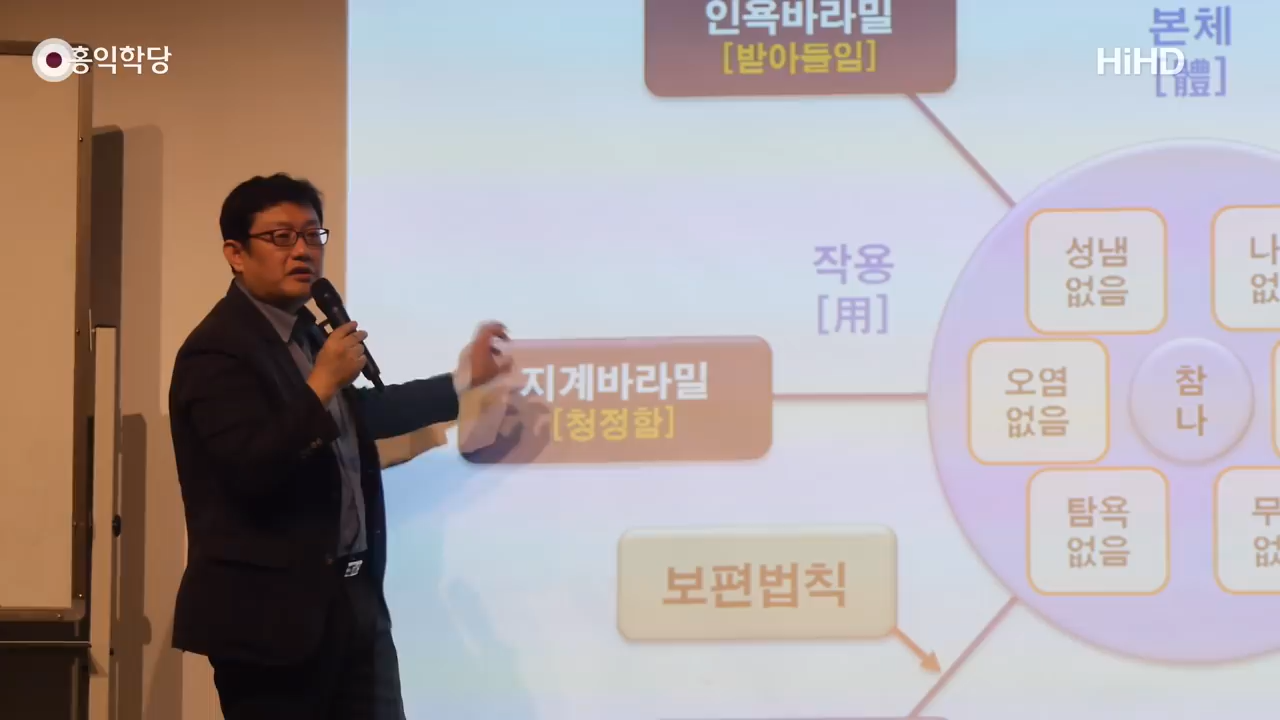 홍익학당
HiHD
인욕바라밀
[받아들임]
본체
[體]
작용
[用]
지계바라밀
[청정함]
성냄
없음
오염
없음
참
나
탐욕
없음
보편법칙